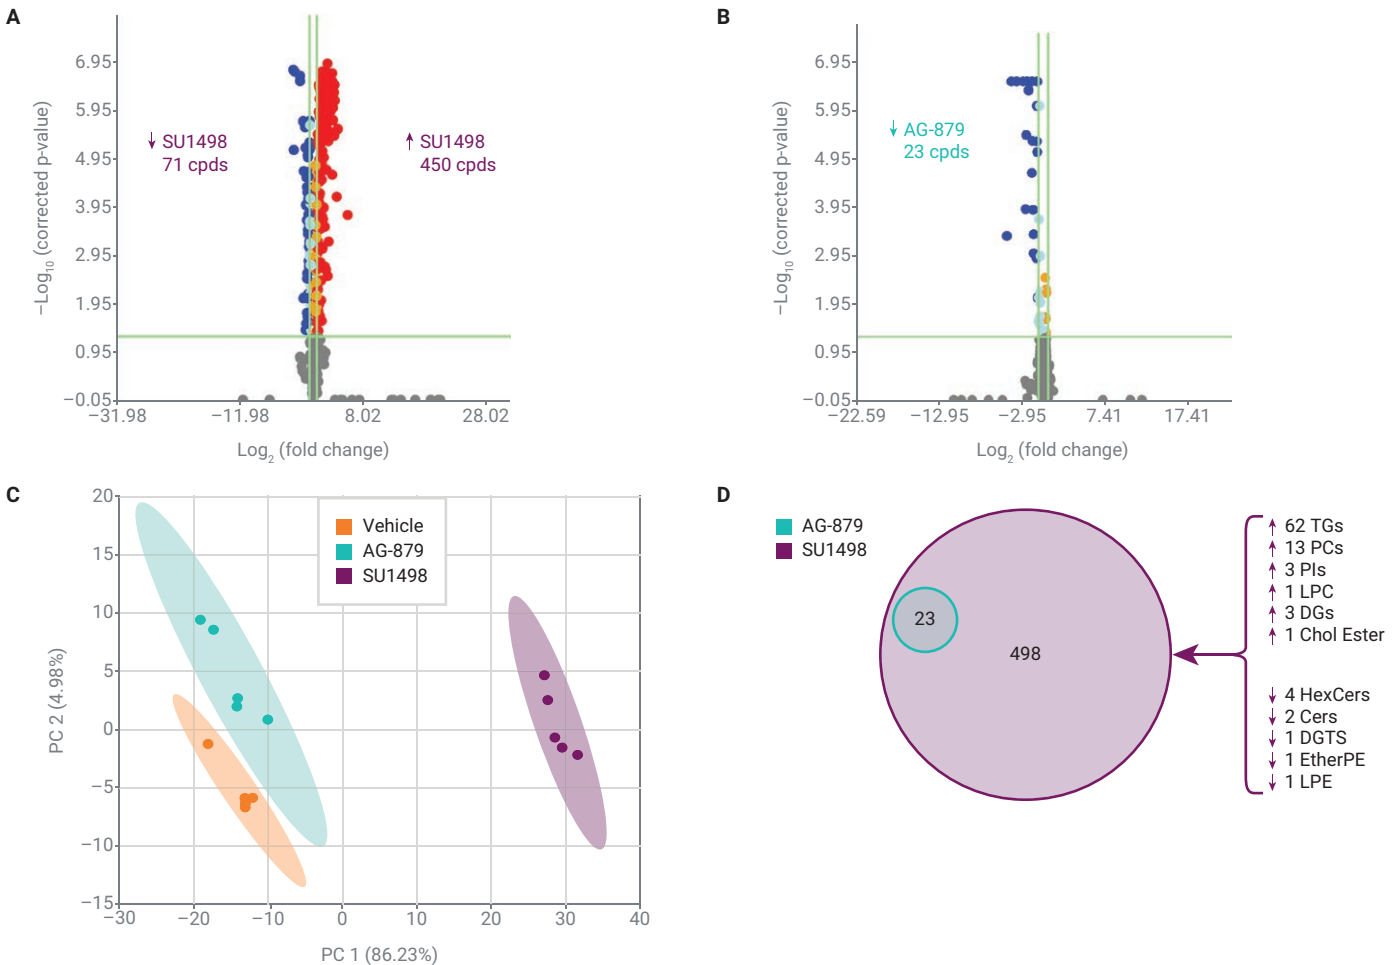 A
−Log10 (corrected p-value)
6.95
5.95
4.95
3.95
2.95
1.95
0.95
−0.05
↓ SU1498
71 cpds
↑ SU1498
450 cpds
−31.98
−11.98
8.02
28.02
Log2 (fold change)
B
−Log10 (corrected p-value)
6.95
5.95
4.95
3.95
2.95
1.95
0.95
−0.05
↓ AG-879
23 cpds
−22.59
−12.95
−2.95
7.41
17.41
Log2 (fold change)
C
PC 2 (4.98%)
20
15
10
5
0
−5
−10
−15
Vehicle
AG-879
SU1498
−30
−20
−10
0
10
20
30
40
PC 1 (86.23%)
D
AG-879
SU1498
23
498
↑ 62 TGs
↑ 13 PCs
↑ 3 PIs
↑ 1 LPC
↑ 3 DGs
↑ 1 Chol Ester
↓ 4 HexCers
↓ 2 Cers
↓ 1 DGTS
↓ 1 EtherPE
↓ 1 LPE